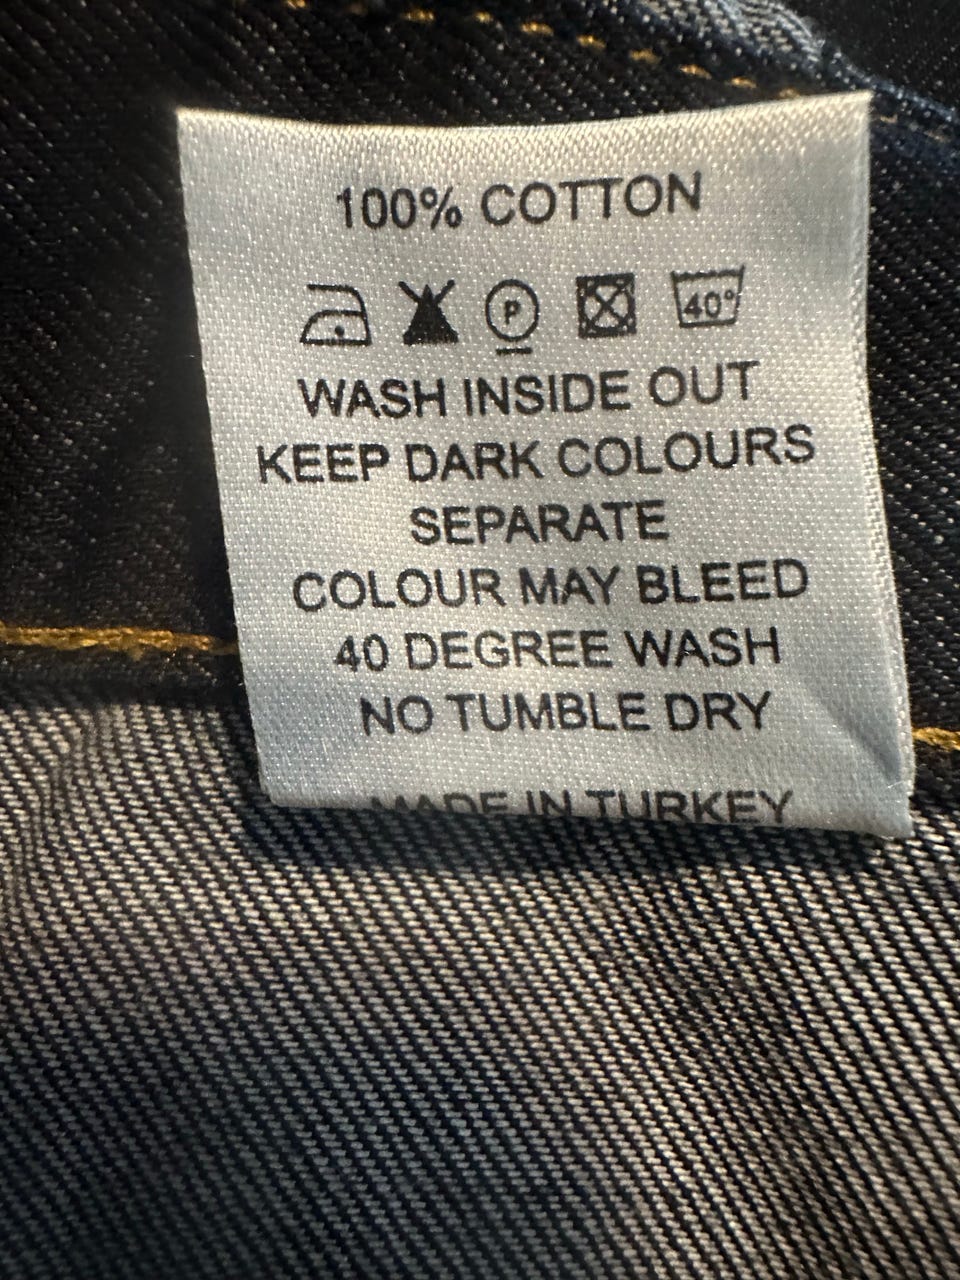 100% COTTON
P 40°
WASH INSIDE OUT
KEEP DARK COLOURS
SEPARATE
COLOUR MAY BLEED
40 DEGREE WASH
NO TUMBLE DRY
MADE IN TURKEY